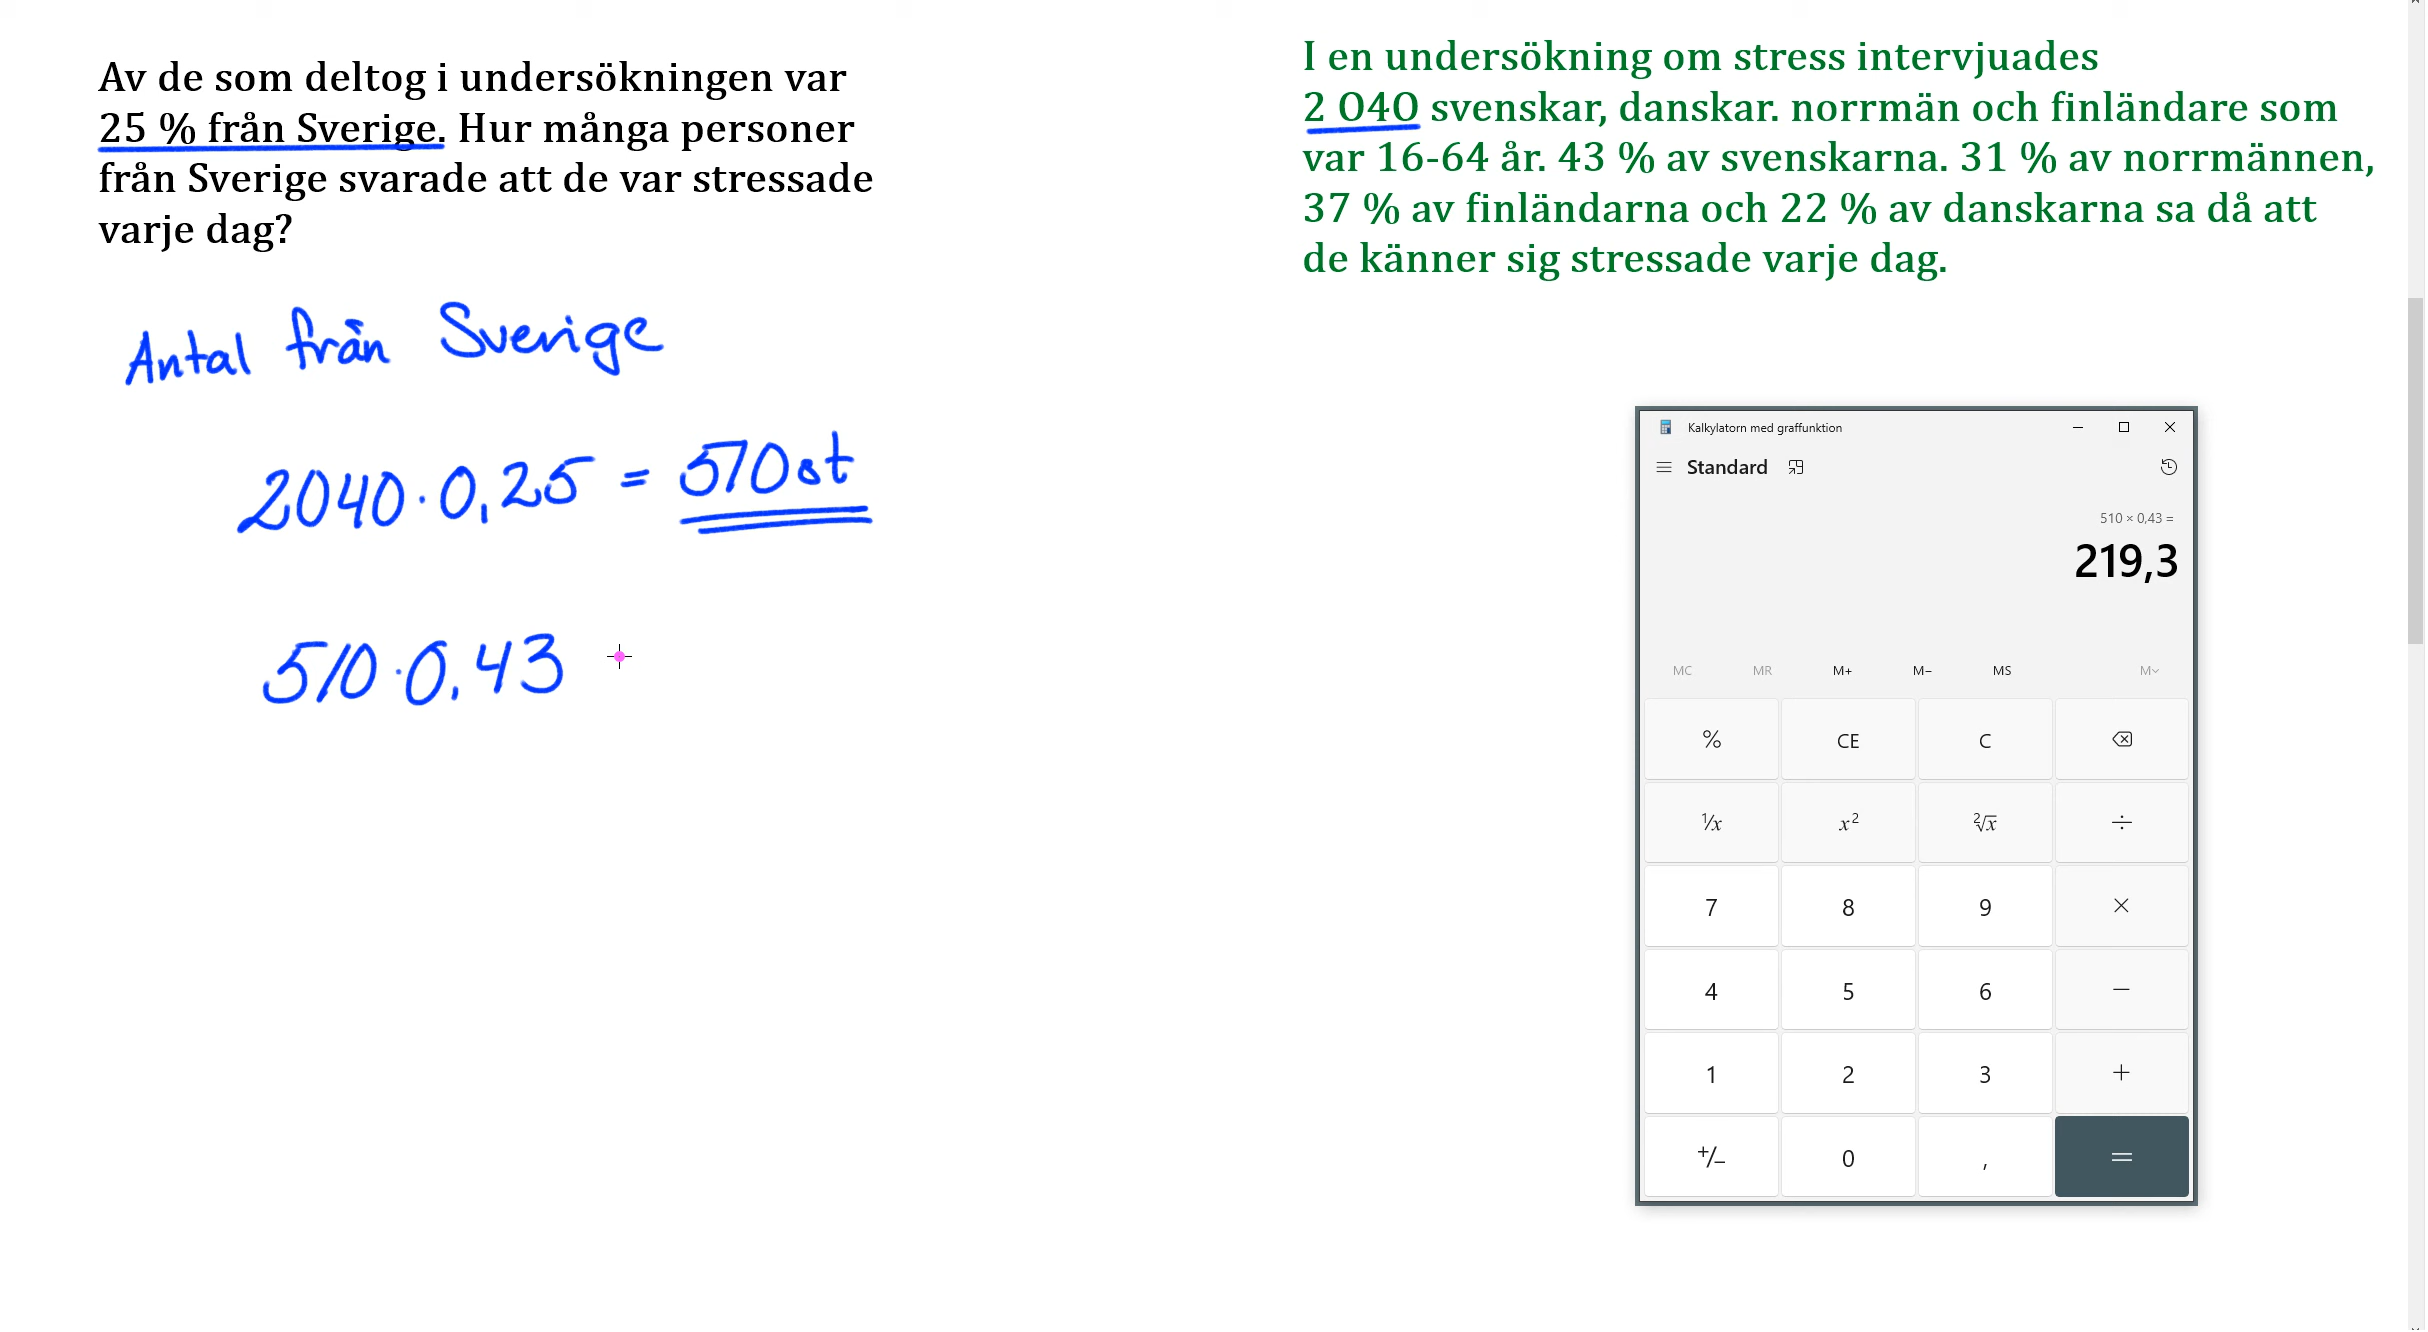 Av de som deltog i undersökningen var
25 % från Sverige. Hur många personer
från Sverige svarade att de var stressade
varje dag?
Antal från Sverige
2040·0,25 = 510st
510·0,43
I en undersökning om stress intervjuades
2 040 svenskar, danskar. norrmän och finländare som
var 16-64 år. 43 % av svenskarna. 31 % av norrmännen,
37 % av finländarna och 22 % av danskarna sa då att
de känner sig stressade varje dag.
Kalkylatorn med graffunktion
Standard
510 × 0,43 =
219,3
MC MR M+ M− MS M˅
% CE C
¹/x x² ²√x ÷
7 8 9 ×
4 5 6 −
1 2 3 +
+/− 0 , =